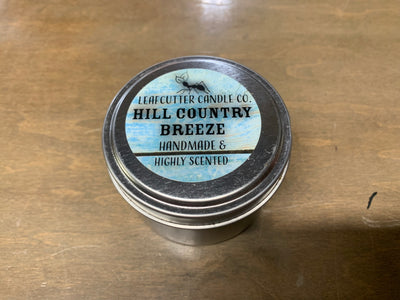 LEAFCUTTER CANDLE CO.
HILL COUNTRY
BREEZE
HANDMADE &
HIGHLY SCENTED